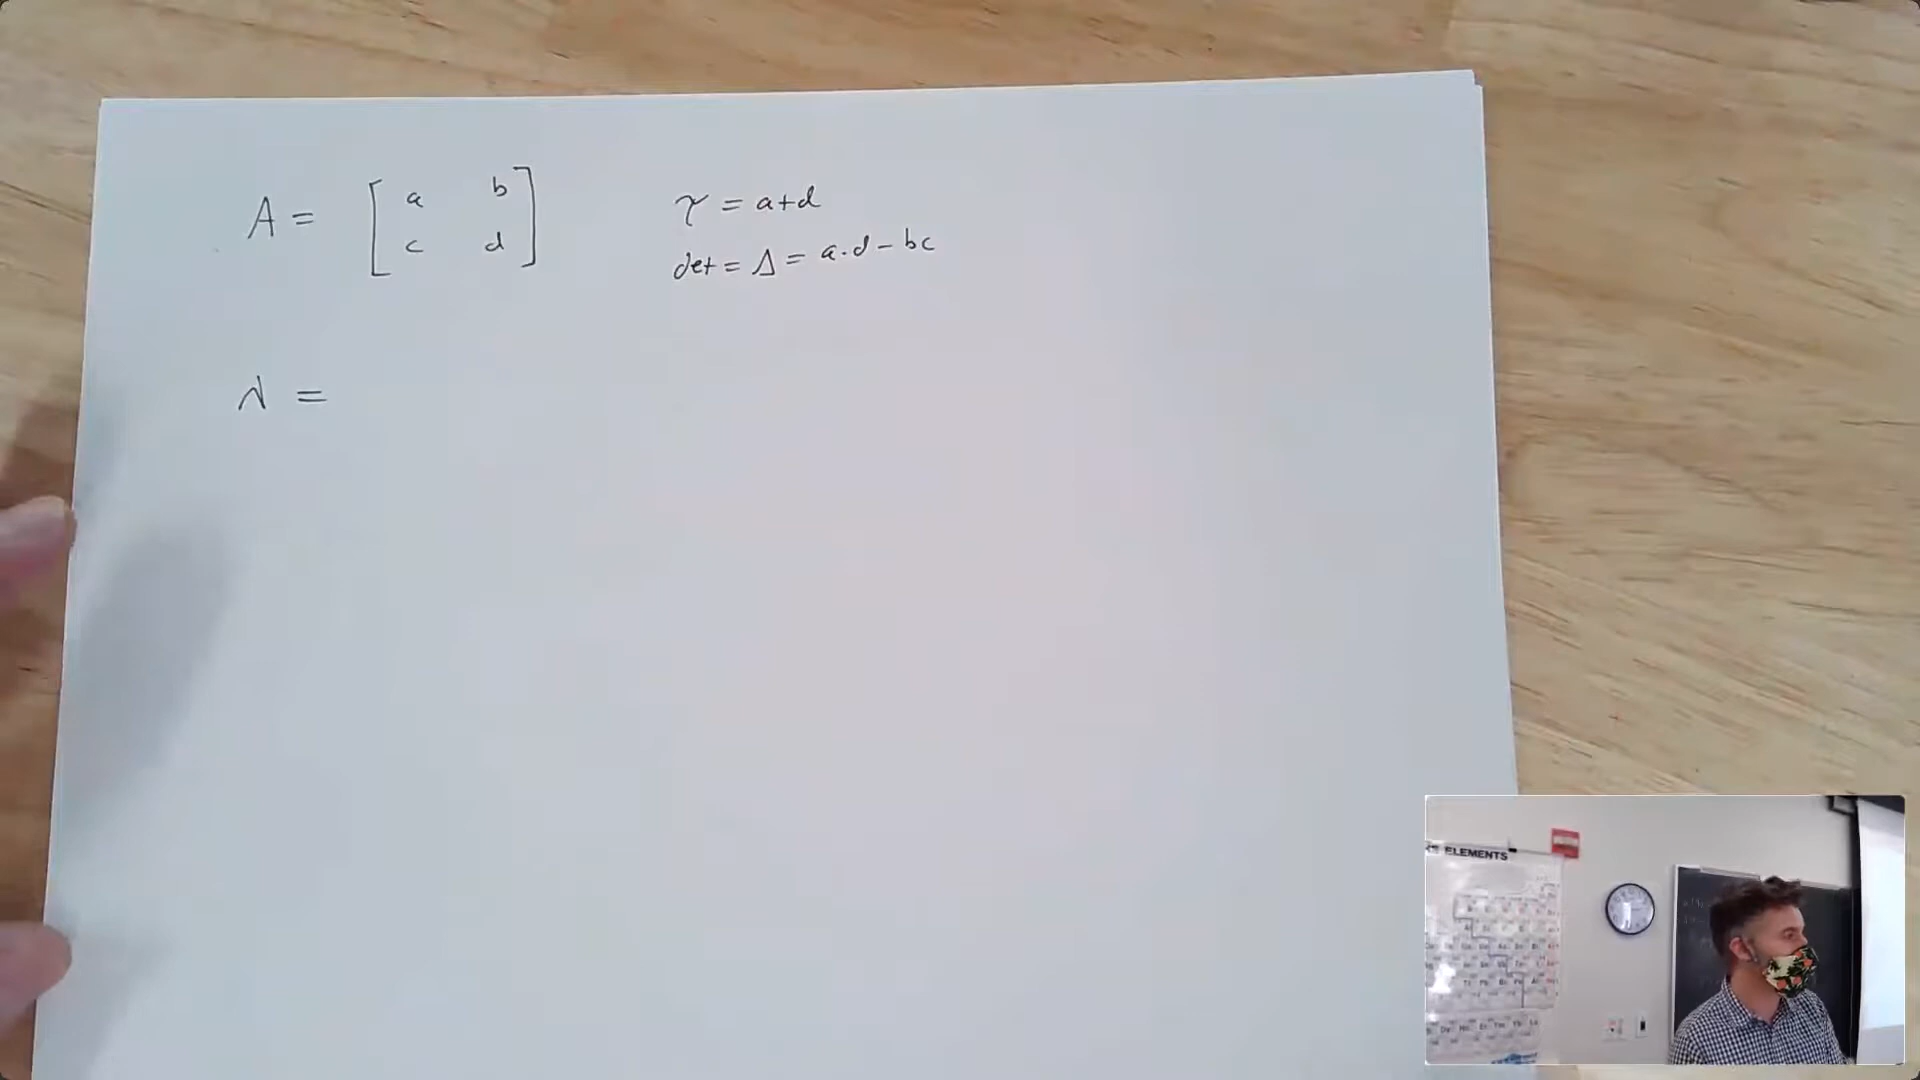 A = [ a b
c d ]
τ = a+d
det = Δ = a·d - bc
λ =
ELEMENTS